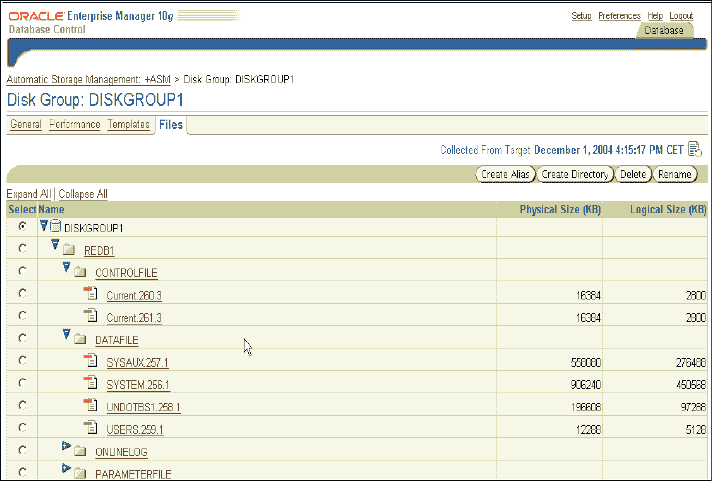 ORACLE Enterprise Manager 10g
Database Control
Setup Preferences Help Logout
Database
Automatic Storage Management: +ASM > Disk Group: DISKGROUP1
Disk Group: DISKGROUP1
General Performance Templates Files
Collected From Target December 1, 2004 4:15:17 PM CET
Create Alias Create Directory Delete Rename
Expand All | Collapse All
Select Name Physical Size (KB) Logical Size (KB)
DISKGROUP1
REDB1
CONTROLFILE
Current.260.3 16384 2800
Current.261.3 16384 2800
DATAFILE
SYSAUX.257.1 558080 276488
SYSTEM.256.1 906240 450568
UNDOTBS1.258.1 196608 97288
USERS.259.1 12288 5128
ONLINELOG
PARAMETERFILE